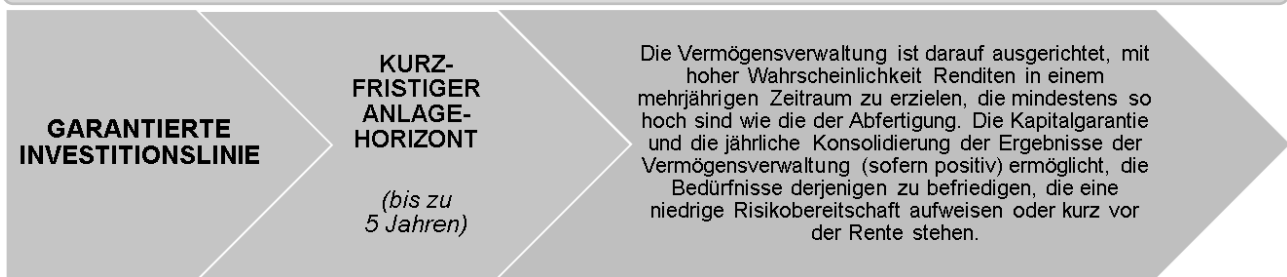 GARANTIERTE
INVESTITIONSLINIE
KURZ-
FRISTIGER
ANLAGE-
HORIZONT
(bis zu
5 Jahren)
Die Vermögensverwaltung ist darauf ausgerichtet, mit
hoher Wahrscheinlichkeit Renditen in einem
mehrjährigen Zeitraum zu erzielen, die mindestens so
hoch sind wie die der Abfertigung. Die Kapitalgarantie
und die jährliche Konsolidierung der Ergebnisse der
Vermögensverwaltung (sofern positiv) ermöglicht, die
Bedürfnisse derjenigen zu befriedigen, die eine
niedrige Risikobereitschaft aufweisen oder kurz vor
der Rente stehen.